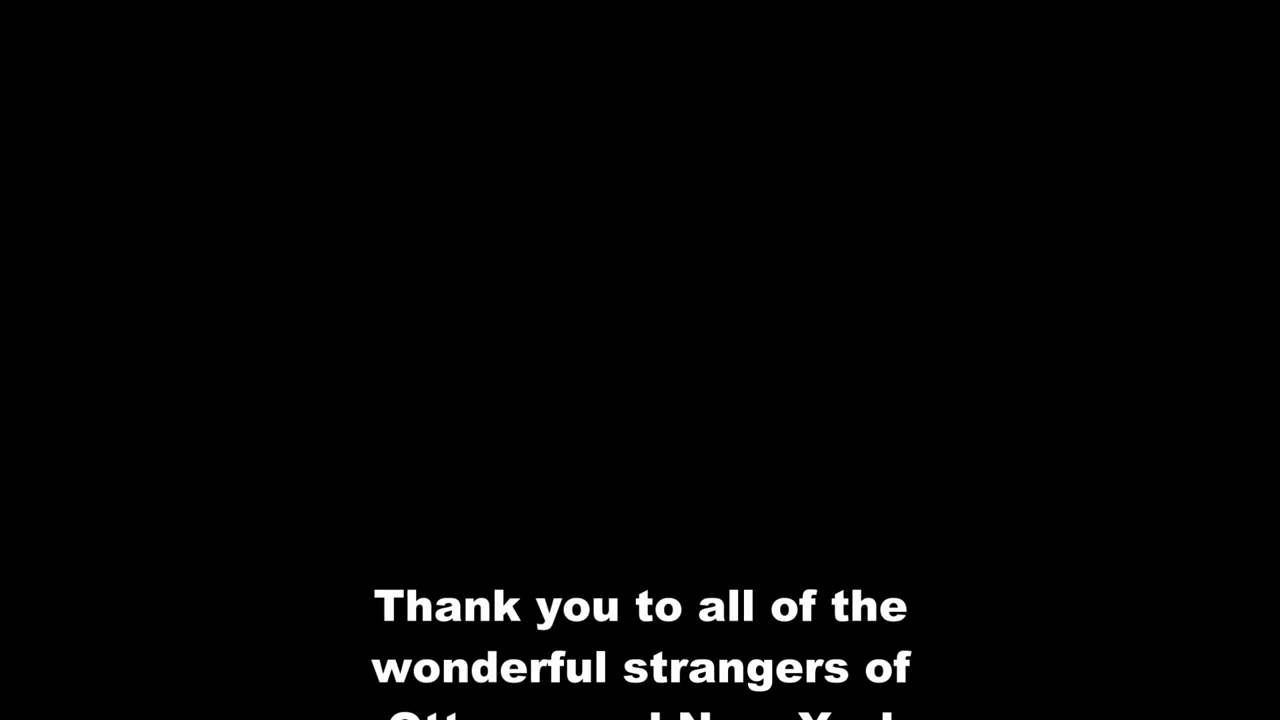 Thank you to all of the
wonderful strangers of